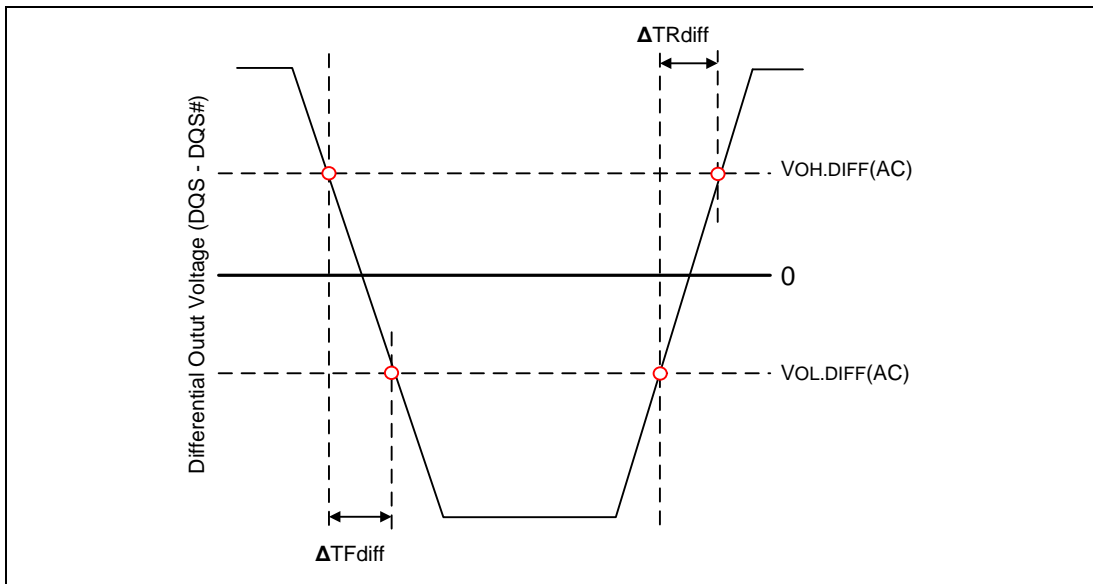 ΔTRdiff
Differential Outut Voltage (DQS - DQS#)
VOH.DIFF(AC)
0
VOL.DIFF(AC)
ΔTFdiff